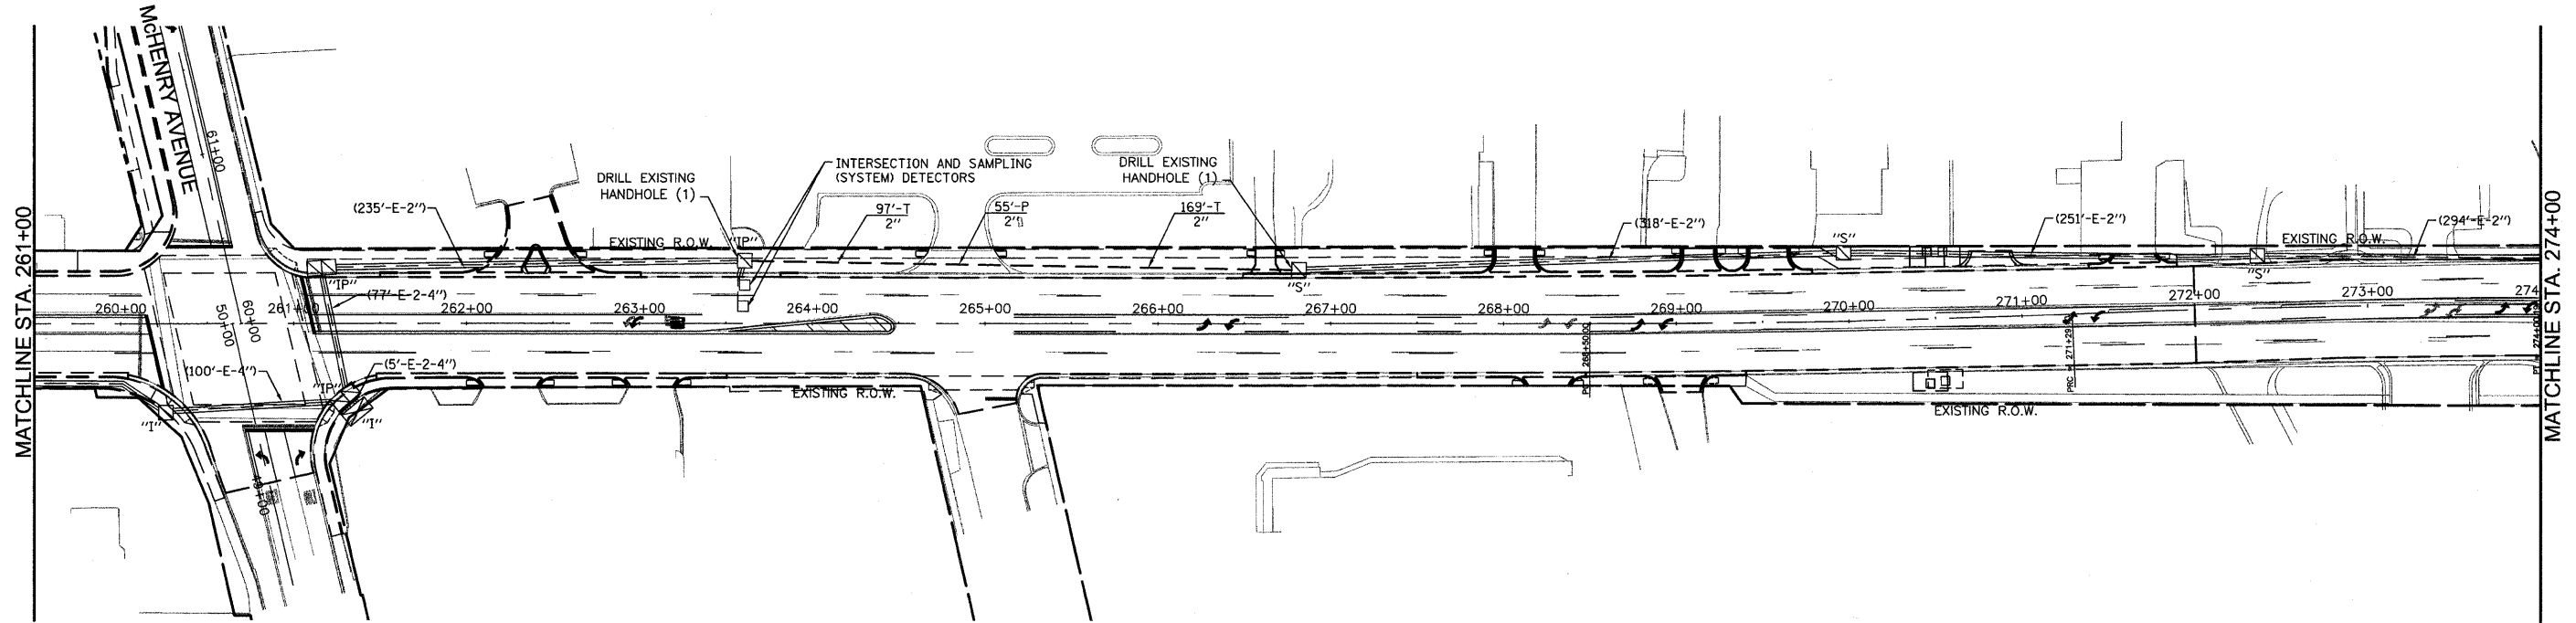 MATCHLINE STA. 261+00
McHENRY AVENUE
61+00
60+00
50+00
49+00
(235'-E-2")
DRILL EXISTING
HANDHOLE (1)
INTERSECTION AND SAMPLING
(SYSTEM) DETECTORS
97'-T
2"
55'-P
2"
169'-T
2"
DRILL EXISTING
HANDHOLE (1)
(318'-E-2")
(251'-E-2")
(294'-E-2")
EXISTING R.O.W.
"IP"
"S"
EXISTING R.O.W.
"IP"
"S"
"S"
(77'-E-2-4")
260+00
261+00
262+00
263+00
264+00
265+00
266+00
267+00
268+00
269+00
270+00
271+00
272+00
273+00
274
(100'-E-4")
(5'-E-2-4")
"IP"
"I"
"I"
EXISTING R.O.W.
EXISTING R.O.W.
PRC
MATCHLINE STA. 274+00